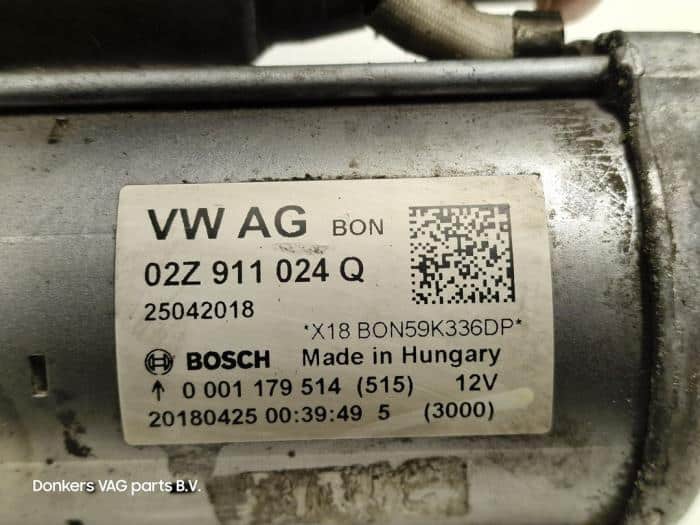 VW AG BON
02Z 911 024 Q
25042018
*X18 BON59K336DP*
BOSCH Made in Hungary
↑ 0 001 179 514 (515) 12V
20180425 00:39:49 5 (3000)
Donkers VAG parts B.V.